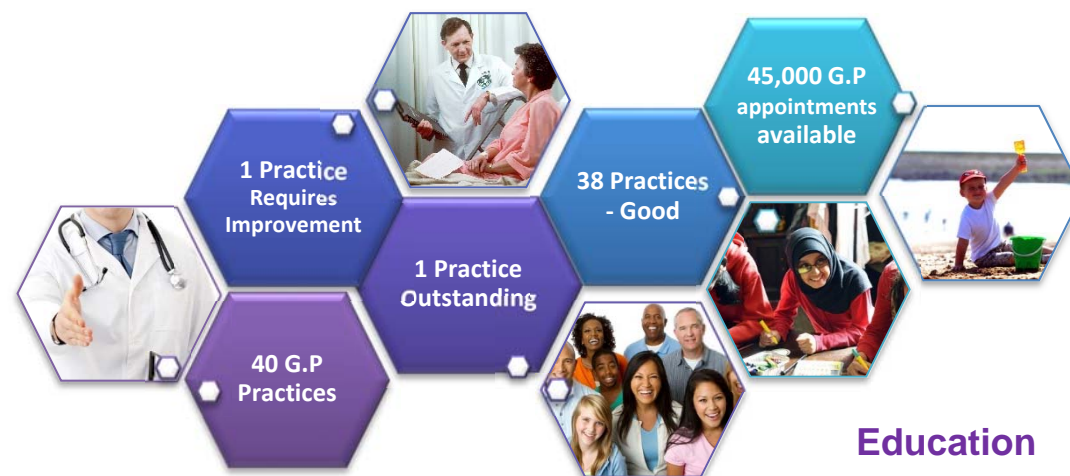 45,000 G.P
appointments
available
1 Practice
Requires
Improvement
38 Practices
- Good
1 Practice
Outstanding
40 G.P
Practices
Education